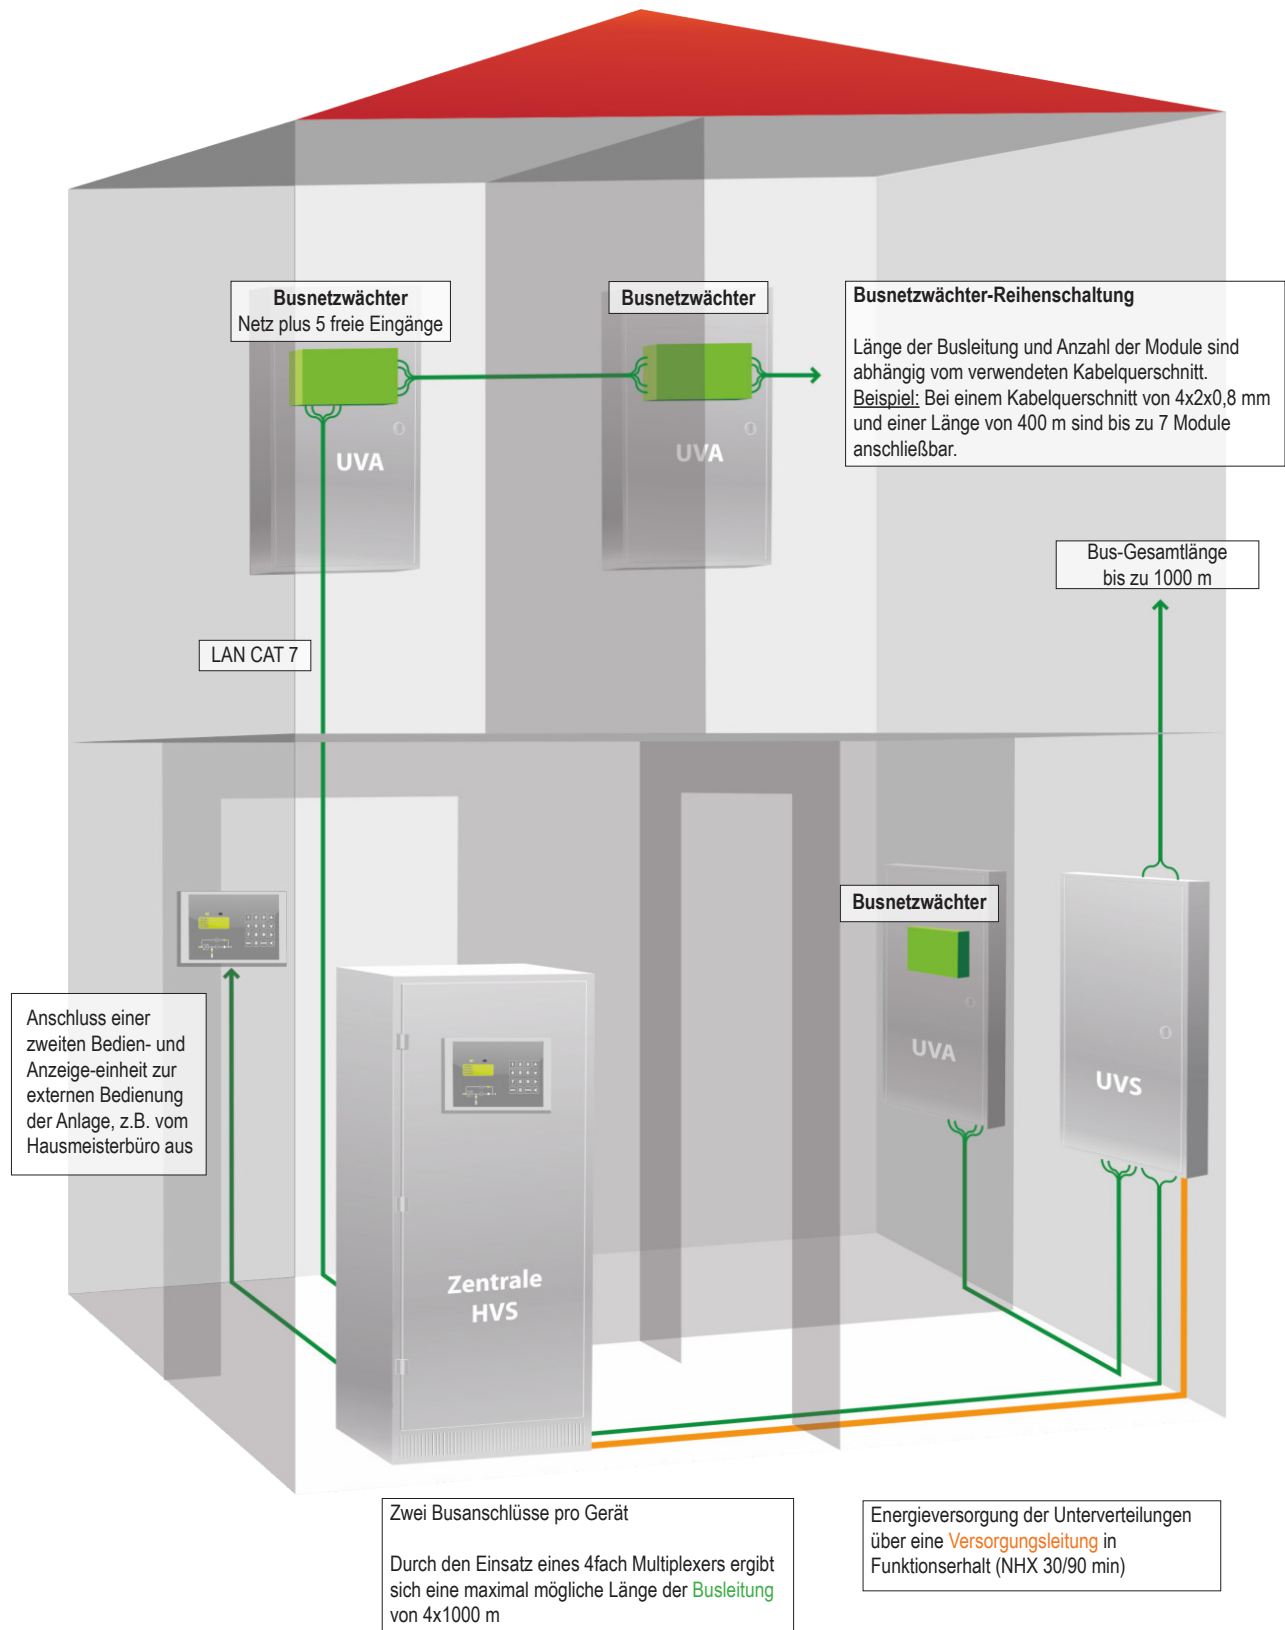 Busnetzwächter
Netz plus 5 freie Eingänge
UVA
Busnetzwächter
UVA
Busnetzwächter-Reihenschaltung
Länge der Busleitung und Anzahl der Module sind
abhängig vom verwendeten Kabelquerschnitt.
Beispiel: Bei einem Kabelquerschnitt von 4x2x0,8 mm
und einer Länge von 400 m sind bis zu 7 Module
anschließbar.
Bus-Gesamtlänge
bis zu 1000 m
LAN CAT 7
Busnetzwächter
UVA
UVS
Anschluss einer
zweiten Bedien- und
Anzeige-einheit zur
externen Bedienung
der Anlage, z.B. vom
Hausmeisterbüro aus
Zentrale
HVS
Zwei Busanschlüsse pro Gerät
Durch den Einsatz eines 4fach Multiplexers ergibt
sich eine maximal mögliche Länge der Busleitung
von 4x1000 m
Energieversorgung der Unterverteilungen
über eine Versorgungsleitung in
Funktionserhalt (NHX 30/90 min)